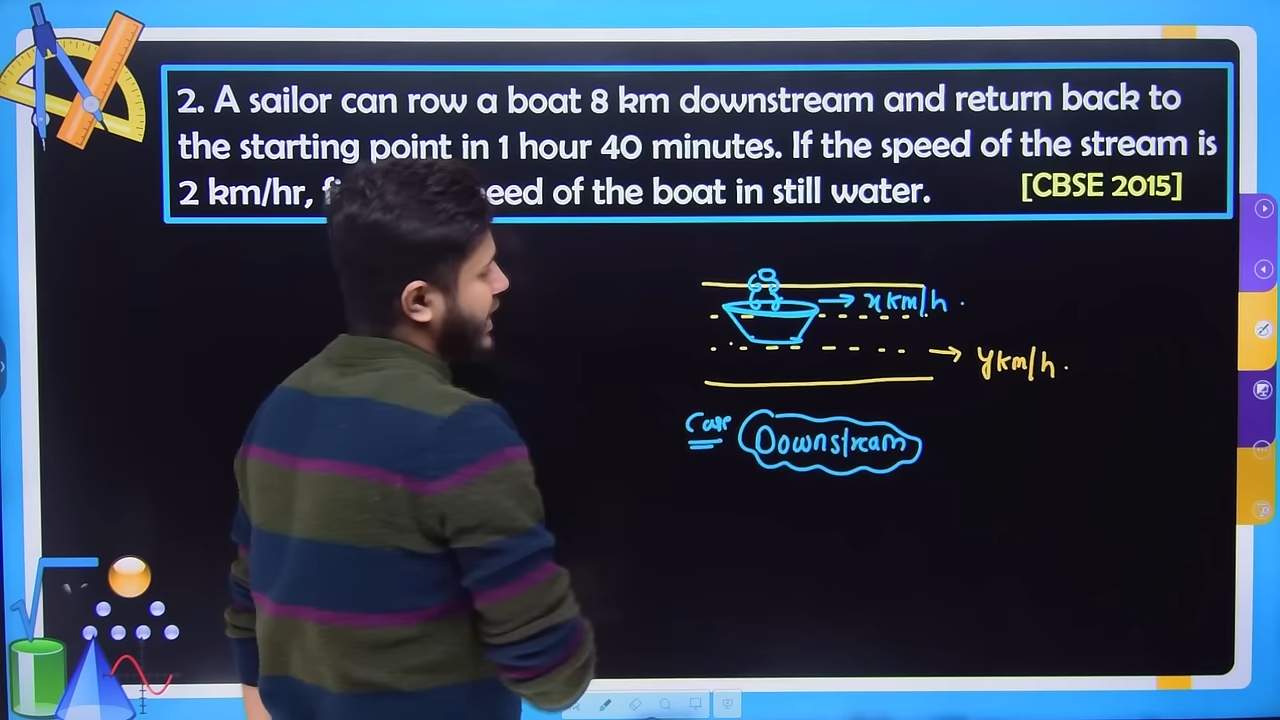 2. A sailor can row a boat 8 km downstream and return back to
the starting point in 1 hour 40 minutes. If the speed of the stream is
2 km/hr, of the boat in still water. [CBSE 2015]
x km/h.
y km/h.
Case Downstream